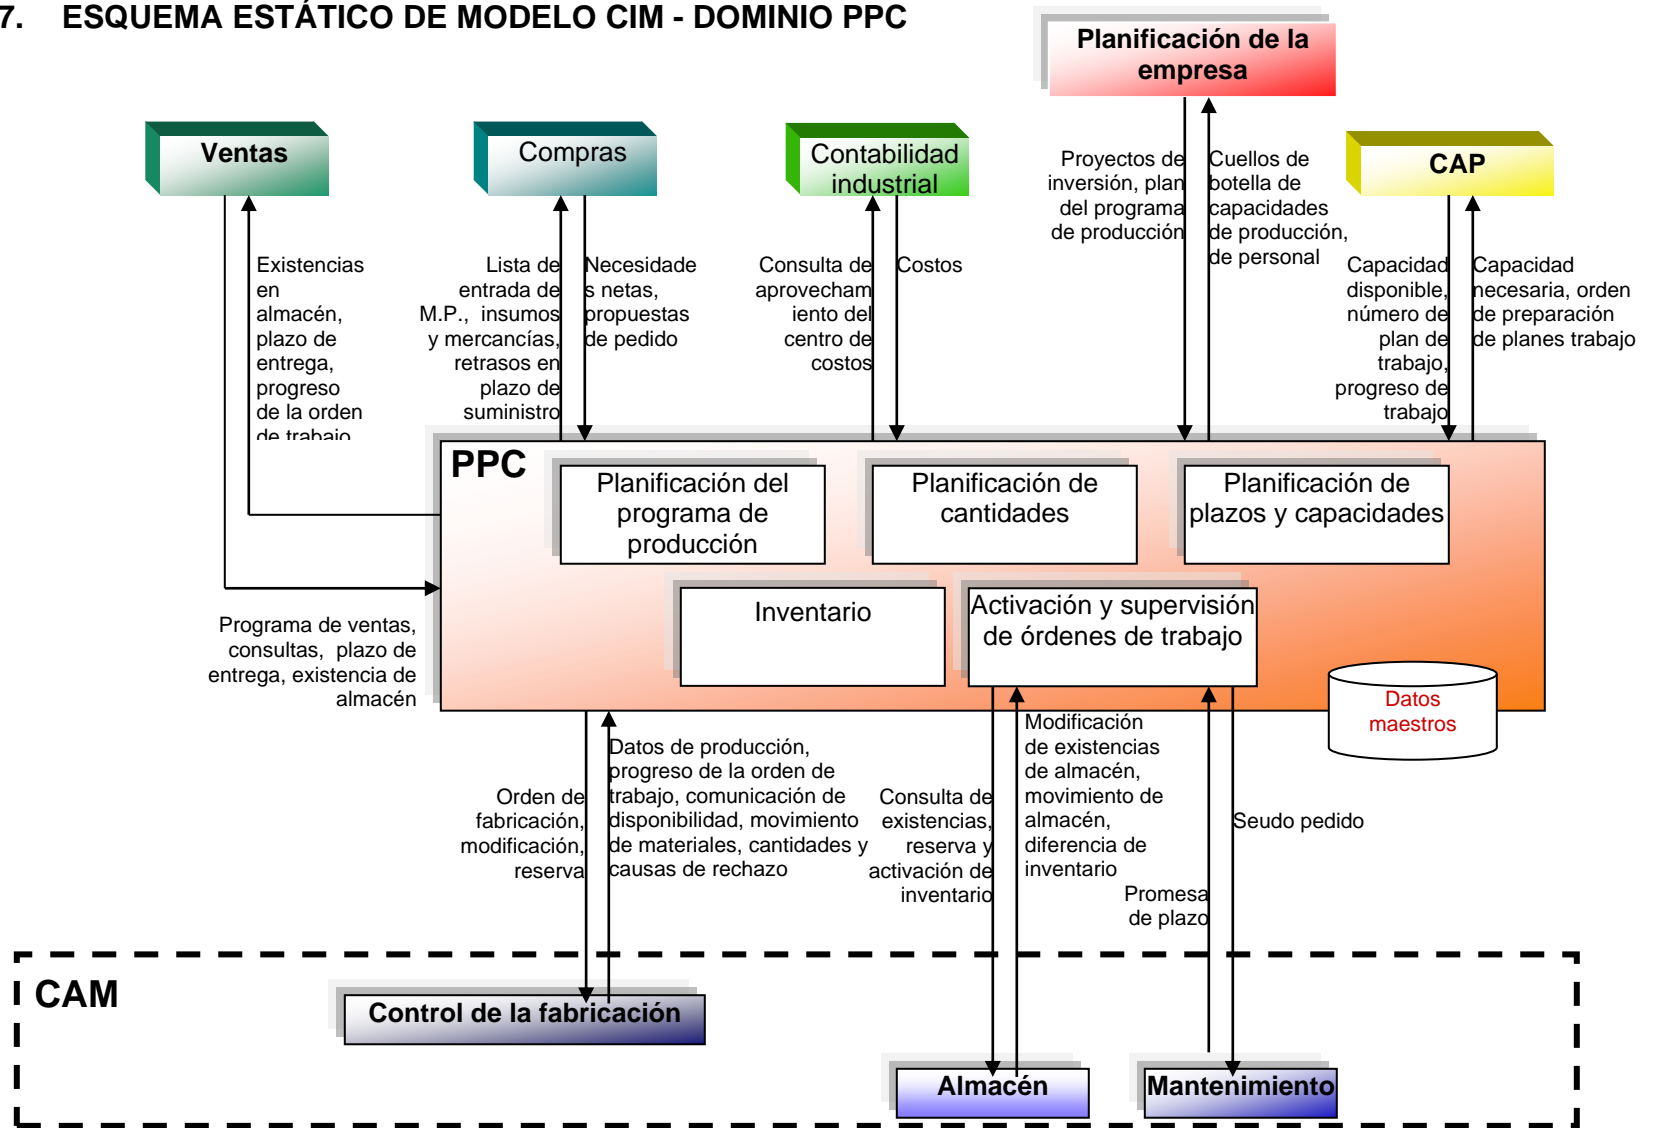 7. ESQUEMA ESTÁTICO DE MODELO CIM - DOMINIO PPC
Planificación de la
empresa
Ventas
Compras
Contabilidad
industrial
CAP
Proyectos de
inversión, plan
del programa
de producción
Cuellos de
botella de
capacidades
de producción,
de personal
Existencias
en
almacén,
plazo de
entrega,
progreso
de la orden
de trabajo
Lista de
entrada de
M.P., insumos
y mercancías,
retrasos en
plazo de
suministro
Necesidade
s netas,
propuestas
de pedido
Consulta de
aprovecham
iento del
centro de
costos
Costos
Capacidad
disponible,
número de
plan de
trabajo,
progreso de
trabajo
Capacidad
necesaria, orden
de preparación
de planes trabajo
PPC
Planificación del
programa de
producción
Planificación de
cantidades
Planificación de
plazos y capacidades
Inventario
Activación y supervisión
de órdenes de trabajo
Programa de ventas,
consultas, plazo de
entrega, existencia de
almacén
Datos
maestros
Orden de
fabricación,
modificación,
reserva
Datos de producción,
progreso de la orden de
trabajo, comunicación de
disponibilidad, movimiento
de materiales, cantidades y
causas de rechazo
Consulta de
existencias,
reserva y
activación de
inventario
Modificación
de existencias
de almacén,
movimiento de
almacén,
diferencia de
inventario
Promesa
de plazo
Seudo pedido
CAM
Control de la fabricación
Almacén
Mantenimiento